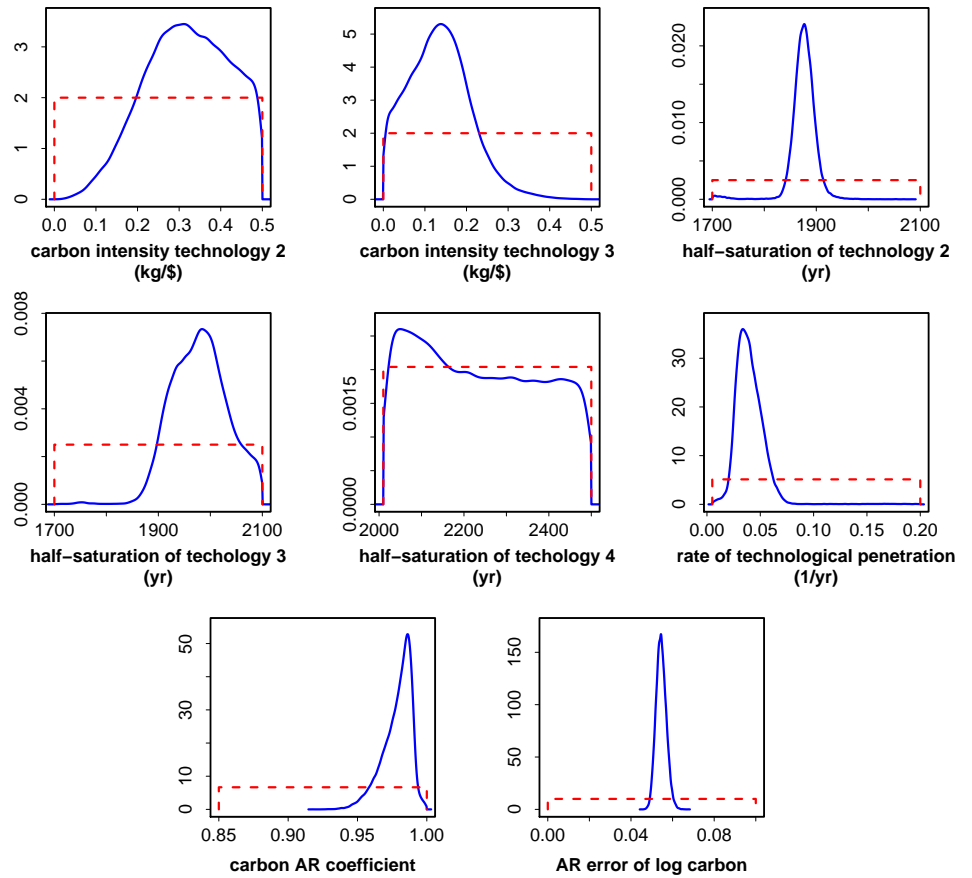 0 1 2 3
0.0 0.1 0.2 0.3 0.4 0.5
carbon intensity technology 2
(kg/$)
0 1 2 3 4 5
0.0 0.1 0.2 0.3 0.4 0.5
carbon intensity technology 3
(kg/$)
0.000 0.010 0.020
1700 1900 2100
half−saturation of technology 2
(yr)
0.000 0.004 0.008
1700 1900 2100
half−saturation of techology 3
(yr)
0.0000 0.0015
2000 2200 2400
half−saturation of techology 4
(yr)
0 10 20 30
0.00 0.05 0.10 0.15 0.20
rate of technological penetration
(1/yr)
0 10 30 50
0.85 0.90 0.95 1.00
carbon AR coefficient
0 50 100 150
0.00 0.04 0.08
AR error of log carbon